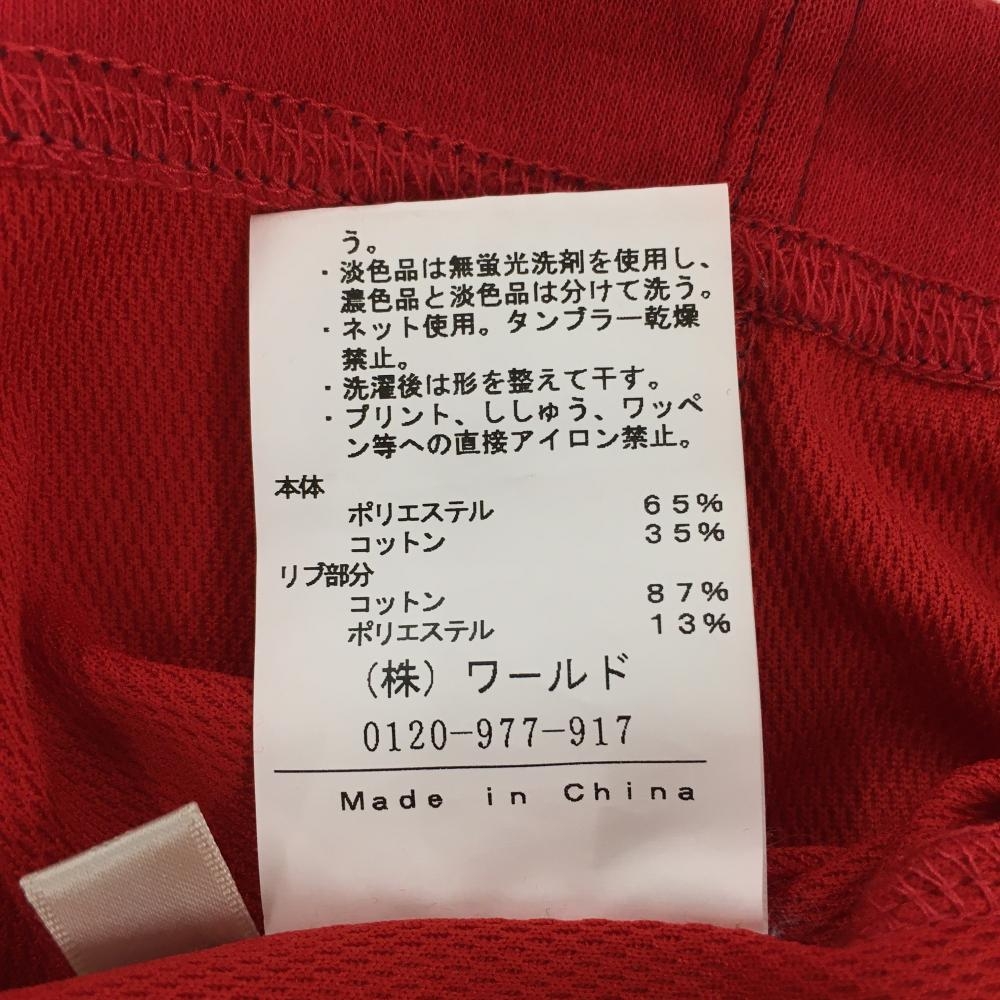 う。
・淡色品は無蛍光洗剤を使用し、
濃色品と淡色品は分けて洗う。
・ネット使用。タンブラー乾燥
禁止。
・洗濯後は形を整えて干す。
・プリント、ししゅう、ワッペ
ン等への直接アイロン禁止。
本体
ポリエステル 65%
コットン 35%
リブ部分
コットン 87%
ポリエステル 13%
（株）ワールド
0120-977-917
Made in China